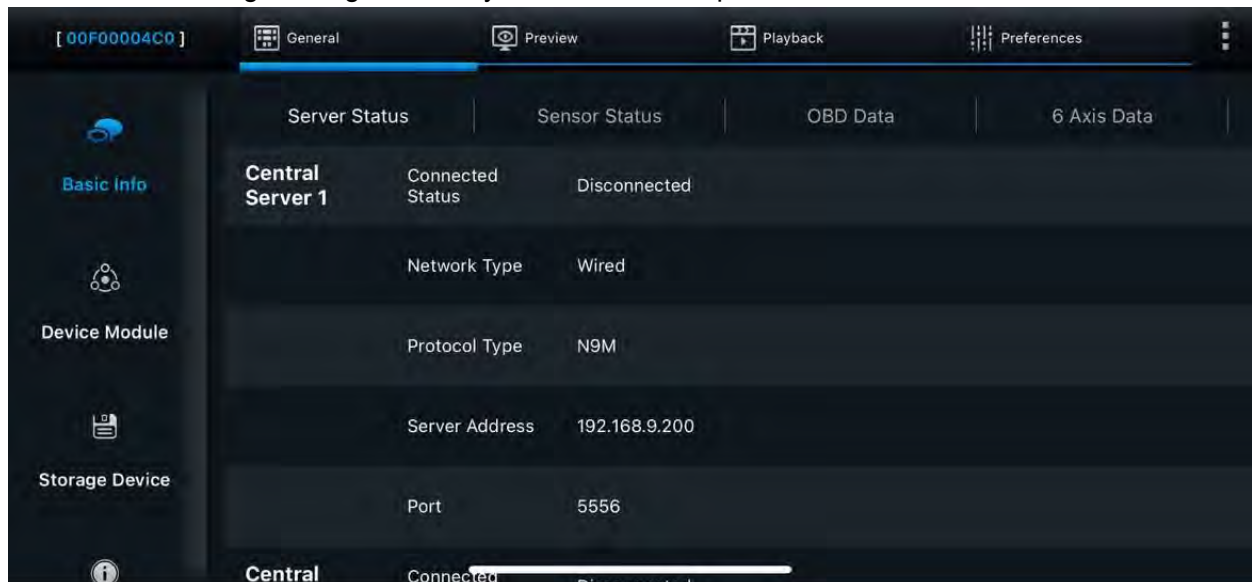 [ 00F00004C0 ] General Preview Playback Preferences
Server Status Sensor Status OBD Data 6 Axis Data
Basic Info
Central Server 1 Connected Status Disconnected
Network Type Wired
Device Module
Protocol Type N9M
Server Address 192.168.9.200
Storage Device
Port 5556
Central Connected